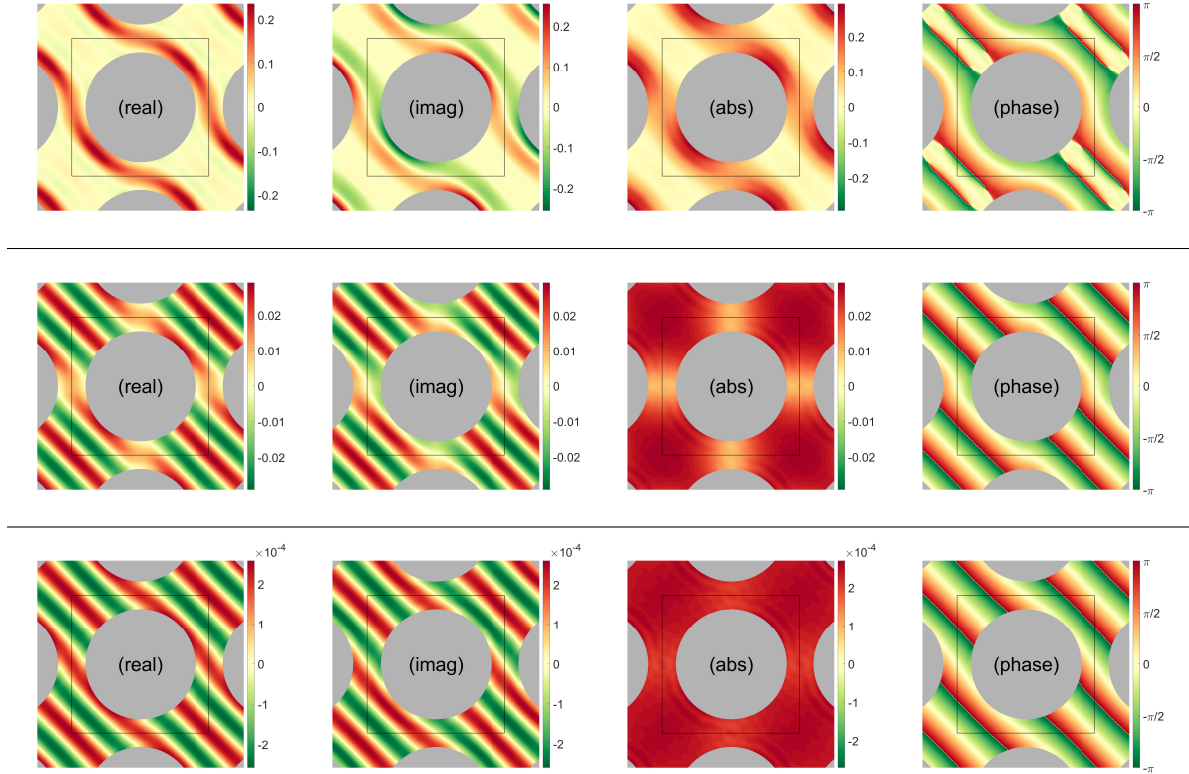 0.2
0.1
0
-0.1
-0.2
(real)
0.2
0.1
0
-0.1
-0.2
(imag)
0.2
0.1
0
-0.1
-0.2
(abs)
π
π/2
0
-π/2
-π
(phase)
0.02
0.01
0
-0.01
-0.02
(real)
0.02
0.01
0
-0.01
-0.02
(imag)
0.02
0.01
0
-0.01
-0.02
(abs)
π
π/2
0
-π/2
-π
(phase)
×10⁻⁴
2
1
0
-1
-2
(real)
×10⁻⁴
2
1
0
-1
-2
(imag)
×10⁻⁴
2
1
0
-1
-2
(abs)
π
π/2
0
-π/2
-π
(phase)